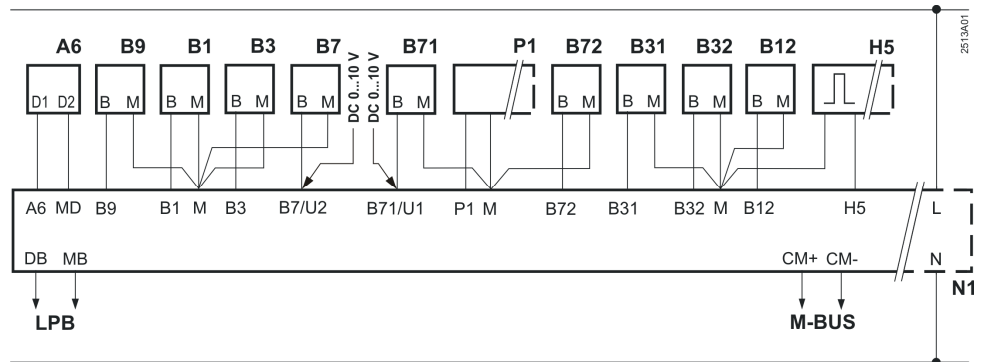 A6 B9 B1 B3 B7 DC 0...10 V DC 0...10 V B71 P1 B72 B31 B32 B12 H5 2513A01
D1 D2 B M B M B M B M B M B M B M B M B M
A6 MD B9 B1 M B3 B7/U2 B71/U1 P1 M B72 B31 B32 M B12 H5 L
DB MB CM+ CM- N
N1
LPB M-BUS